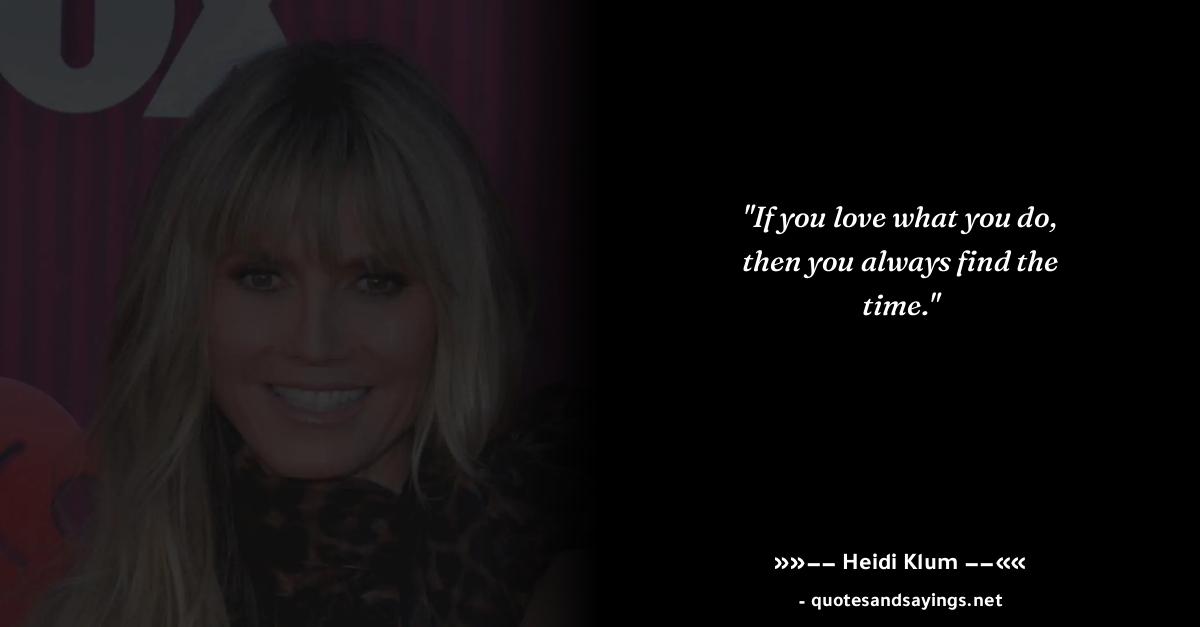 "If you love what you do,
then you always find the
time."
»»−− Heidi Klum −−««
- quotesandsayings.net